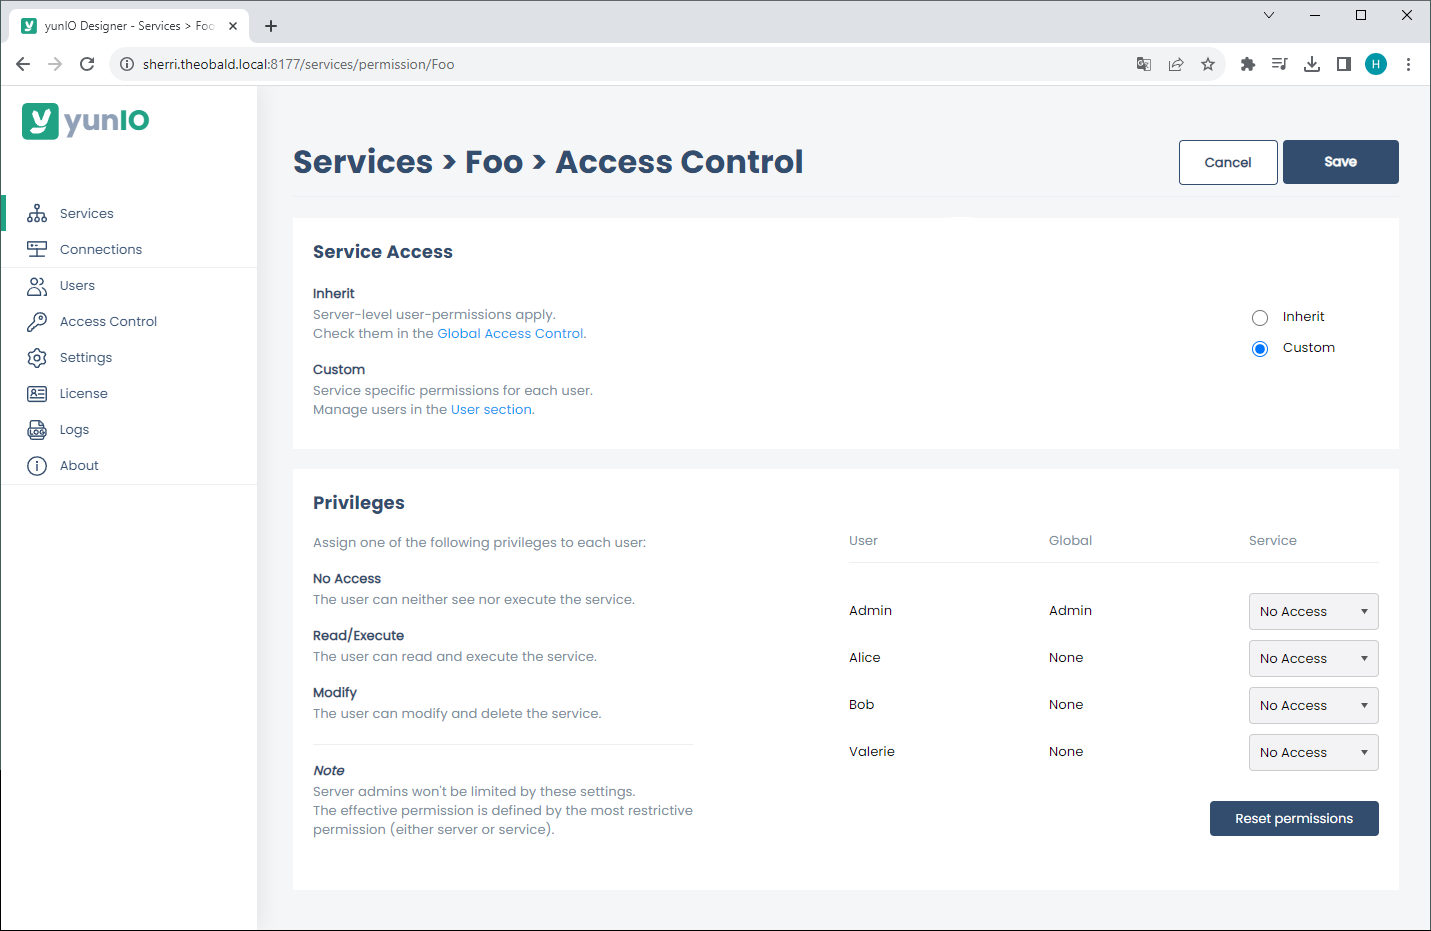 yunIO Designer - Services > Foo
sherri.theobald.local:8177/services/permission/Foo
H
yunIO
Services
Connections
Users
Access Control
Settings
License
LOG
Logs
About
Services > Foo > Access Control
Cancel
Save
Service Access
Inherit
Server-level user-permissions apply.
Check them in the Global Access Control.
Custom
Service specific permissions for each user.
Manage users in the User section.
Inherit
Custom
Privileges
Assign one of the following privileges to each user:
No Access
The user can neither see nor execute the service.
Read/Execute
The user can read and execute the service.
Modify
The user can modify and delete the service.
Note
Server admins won't be limited by these settings.
The effective permission is defined by the most restrictive
permission (either server or service).
User Global Service
Admin Admin No Access
Alice None No Access
Bob None No Access
Valerie None No Access
Reset permissions